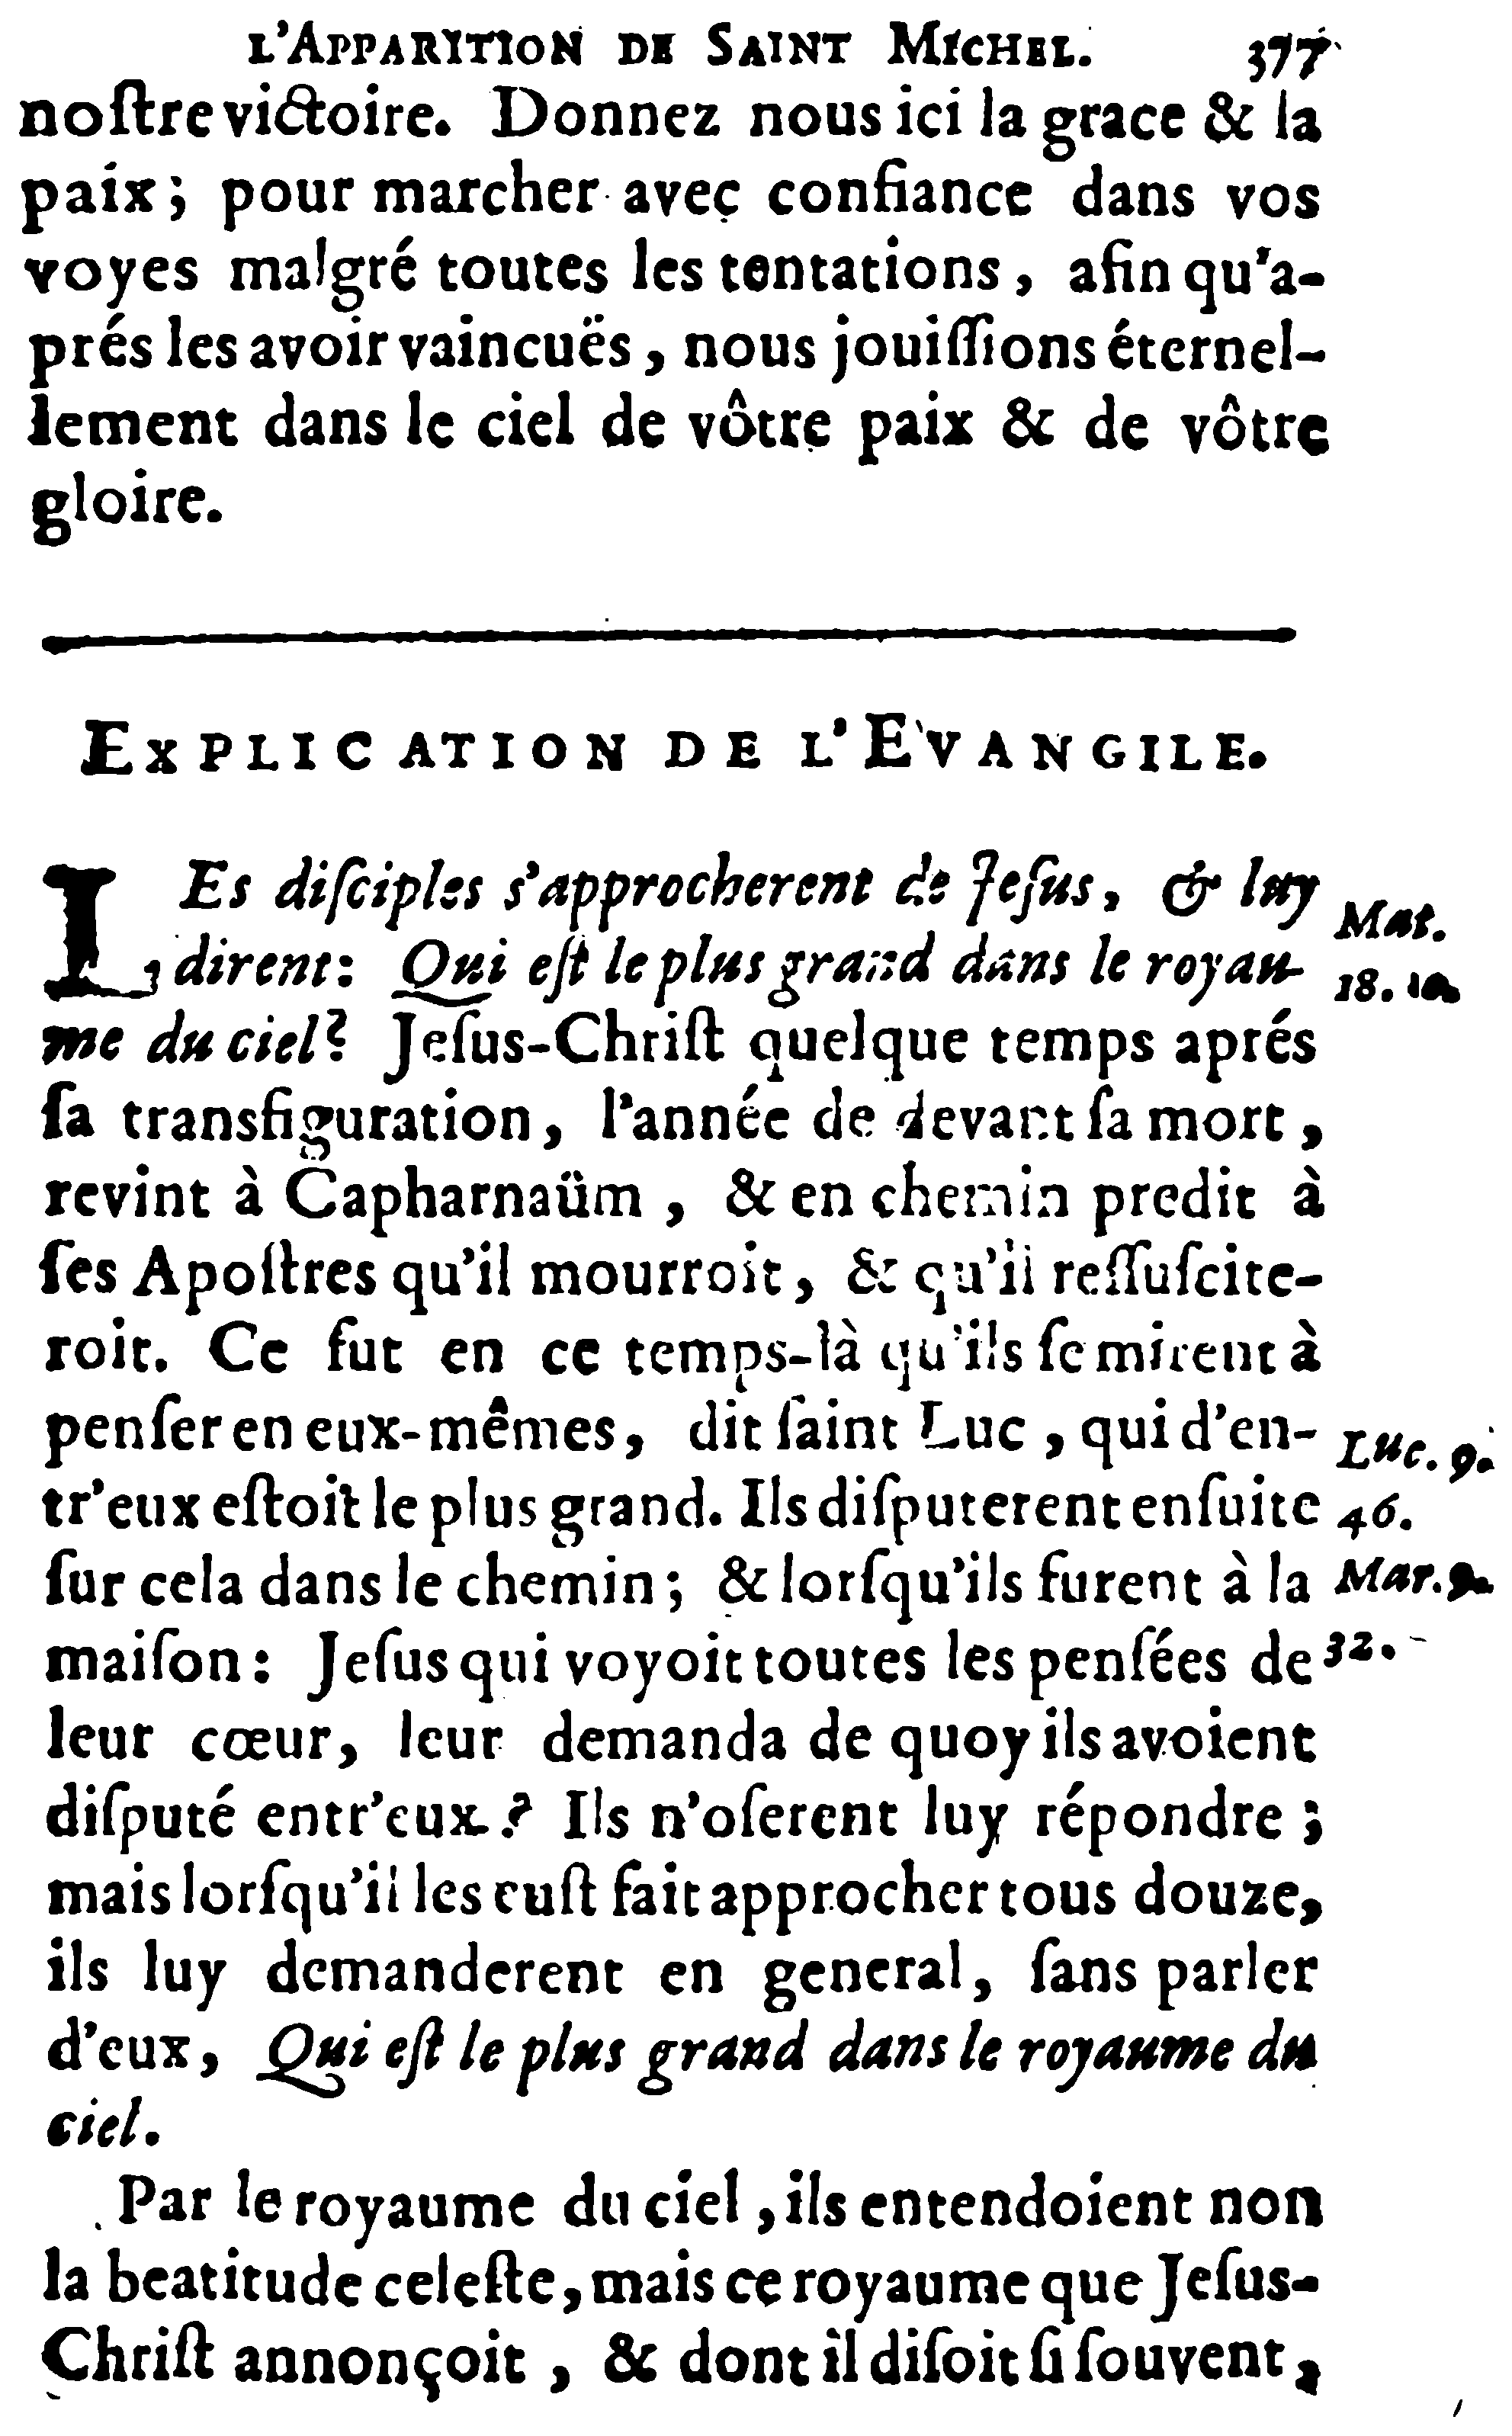 L'APPARITION DE SAINT MICHEL. 377
noſtre victoire. Donnez nous ici la grace & la
paix; pour marcher avec confiance dans vos
voyes malgré toutes les tentations, afin qu'a-
prés les avoir vaincuës, nous jouiſſions éternel-
lement dans le ciel de vôtre paix & de vôtre
gloire.
EXPLICATION DE L'EVANGILE.
LEs diſciples s'approcherent de Jeſus, & luy
dirent: Qui eſt le plus grand dans le royau-
me du ciel? Jeſus-Chriſt quelque temps aprés
ſa transfiguration, l'année de devant ſa mort,
revint à Capharnaüm, & en chemin predit à
ſes Apoſtres qu'il mourroit, & qu'il reſſuſcite-
roit. Ce fut en ce temps-là qu'ils ſe mirent à
penſer en eux-mêmes, dit ſaint Luc, qui d'en-
tr'eux eſtoit le plus grand. Ils diſputerent enſuite
ſur cela dans le chemin; & lorſqu'ils furent à la
maiſon: Jeſus qui voyoit toutes les penſées de
leur cœur, leur demanda de quoy ils avoient
diſputé entr'eux? Ils n'oſerent luy répondre;
mais lorſqu'il les euſt fait approcher tous douze,
ils luy demanderent en general, ſans parler
d'eux, Qui eſt le plus grand dans le royaume du
ciel.
Par le royaume du ciel, ils entendoient non
la beatitude celeſte, mais ce royaume que Jeſus-
Chriſt annonçoit, & dont il diſoit ſi ſouvent,
Mat.
18.
Luc. 9.
46.
Mar. 9.
32.